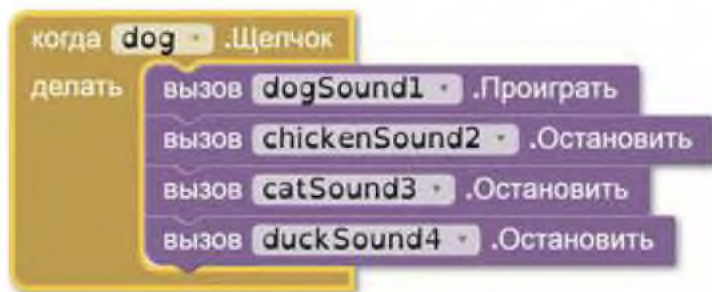 когда dog .Щелчок
делать вызов dogSound1 .Проиграть
вызов chickenSound2 .Остановить
вызов catSound3 .Остановить
вызов duckSound4 .Остановить